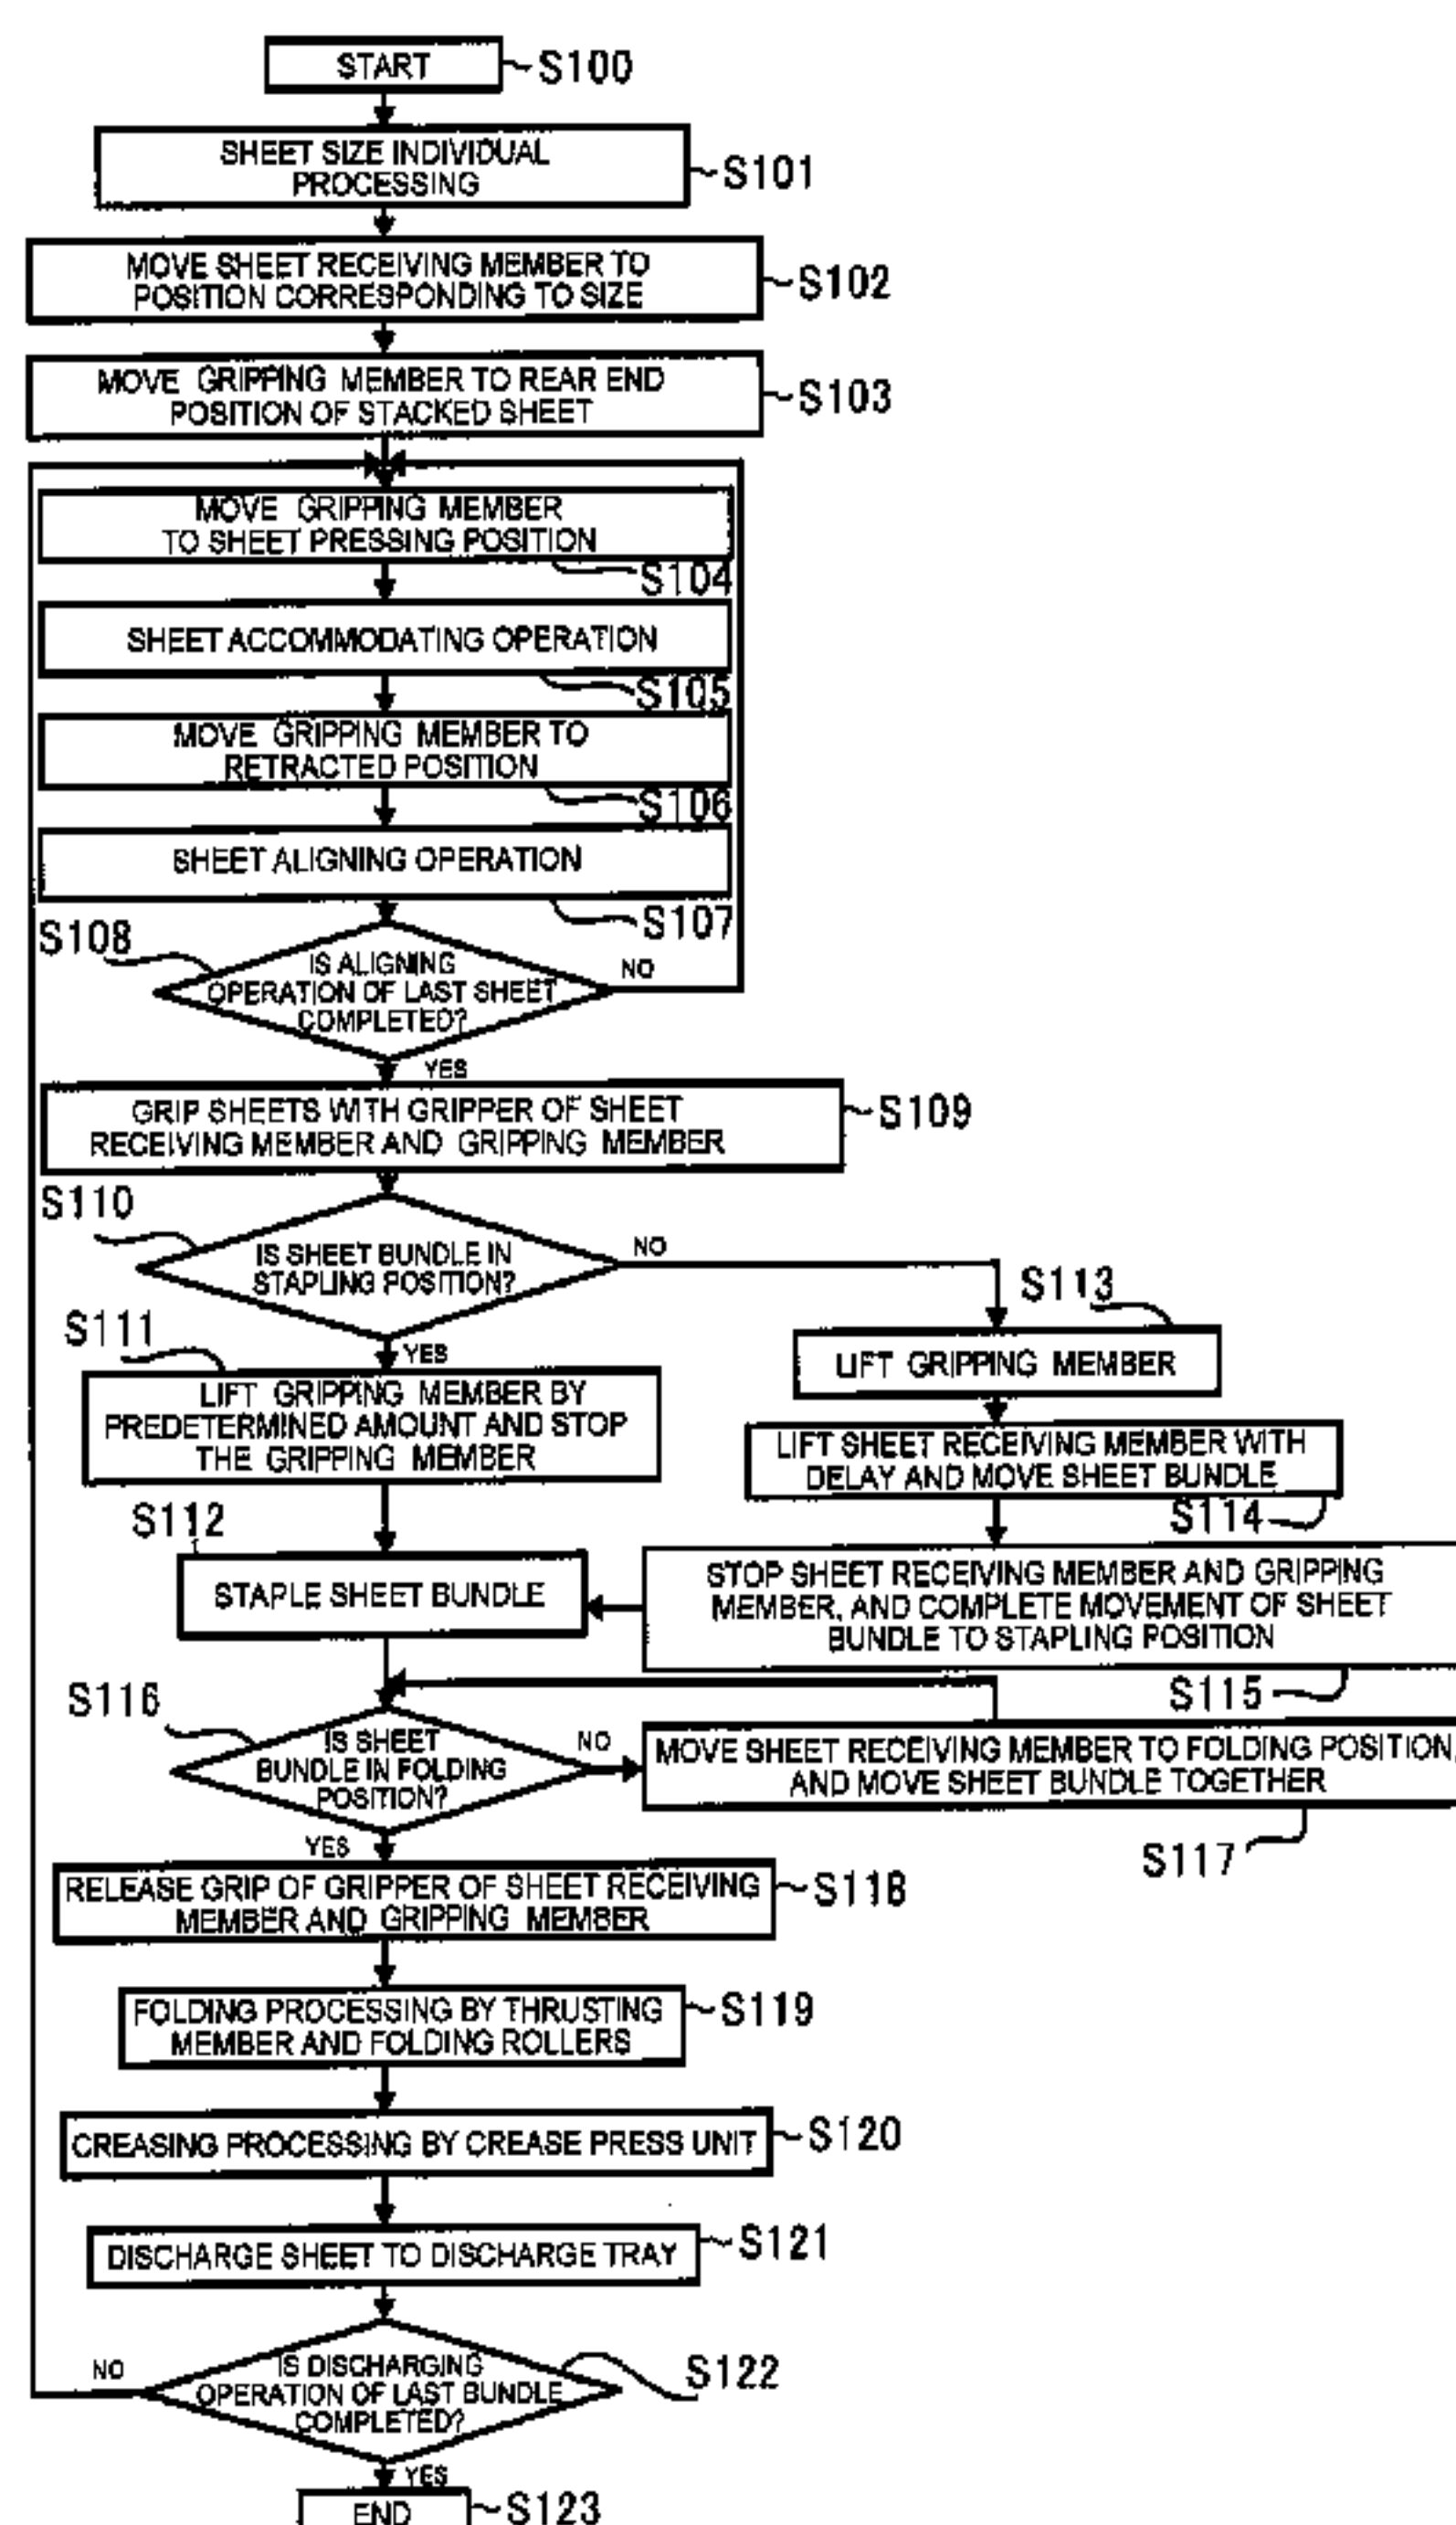 START
S100
SHEET SIZE INDIVIDUAL
PROCESSING
S101
MOVE SHEET RECEIVING MEMBER TO
POSITION CORRESPONDING TO SIZE
S102
MOVE GRIPPING MEMBER TO REAR END
POSITION OF STACKED SHEET
S103
MOVE GRIPPING MEMBER
TO SHEET PRESSING POSITION
S104
SHEET ACCOMMODATING OPERATION
S105
MOVE GRIPPING MEMBER TO
RETRACTED POSITION
S106
SHEET ALIGNING OPERATION
S107
S108
IS ALIGNING
OPERATION OF LAST SHEET
COMPLETED?
NO
YES
GRIP SHEETS WITH GRIPPER OF SHEET
RECEIVING MEMBER AND GRIPPING MEMBER
S109
S110
IS SHEET BUNDLE IN
STAPLING POSITION?
NO
YES
S111
LIFT GRIPPING MEMBER BY
PREDETERMINED AMOUNT AND STOP
THE GRIPPING MEMBER
S113
LIFT GRIPPING MEMBER
LIFT SHEET RECEIVING MEMBER WITH
DELAY AND MOVE SHEET BUNDLE
S114
S112
STAPLE SHEET BUNDLE
STOP SHEET RECEIVING MEMBER AND GRIPPING
MEMBER, AND COMPLETE MOVEMENT OF SHEET
BUNDLE TO STAPLING POSITION
S115
S116
IS SHEET
BUNDLE IN FOLDING
POSITION?
NO
YES
MOVE SHEET RECEIVING MEMBER TO FOLDING POSITION,
AND MOVE SHEET BUNDLE TOGETHER
S117
RELEASE GRIP OF GRIPPER OF SHEET RECEIVING
MEMBER AND GRIPPING MEMBER
S118
FOLDING PROCESSING BY THRUSTING
MEMBER AND FOLDING ROLLERS
S119
CREASING PROCESSING BY CREASE PRESS UNIT
S120
DISCHARGE SHEET TO DISCHARGE TRAY
S121
IS DISCHARGING
OPERATION OF LAST BUNDLE
COMPLETED?
S122
NO
YES
END
S123